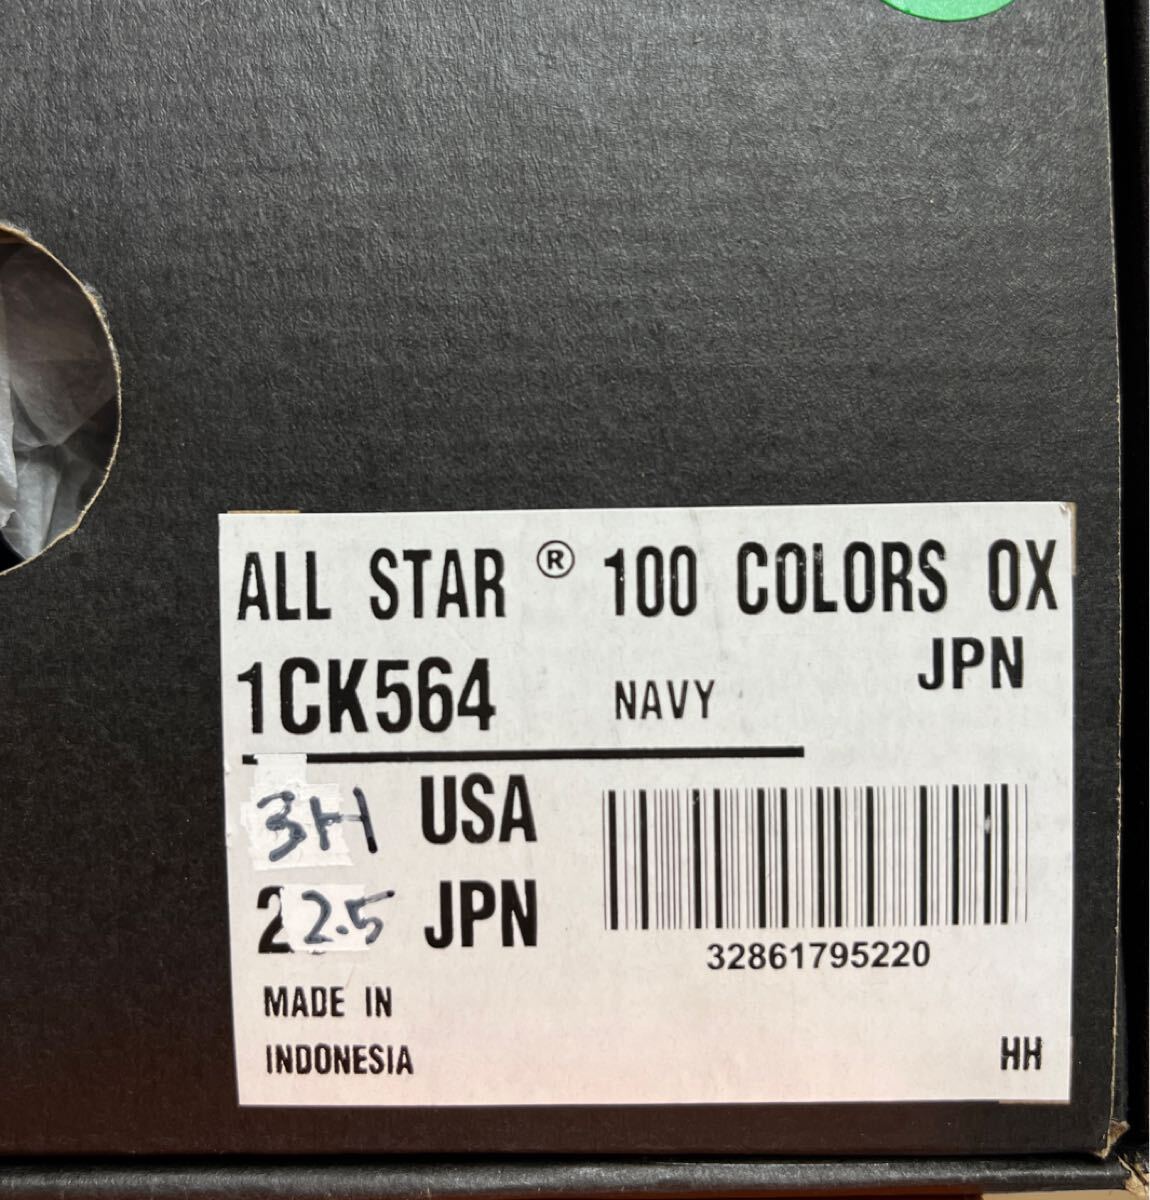 ALL STAR ® 100 COLORS OX
1CK564 NAVY JPN
3H USA
22.5 JPN
32861795220
MADE IN
INDONESIA
HH